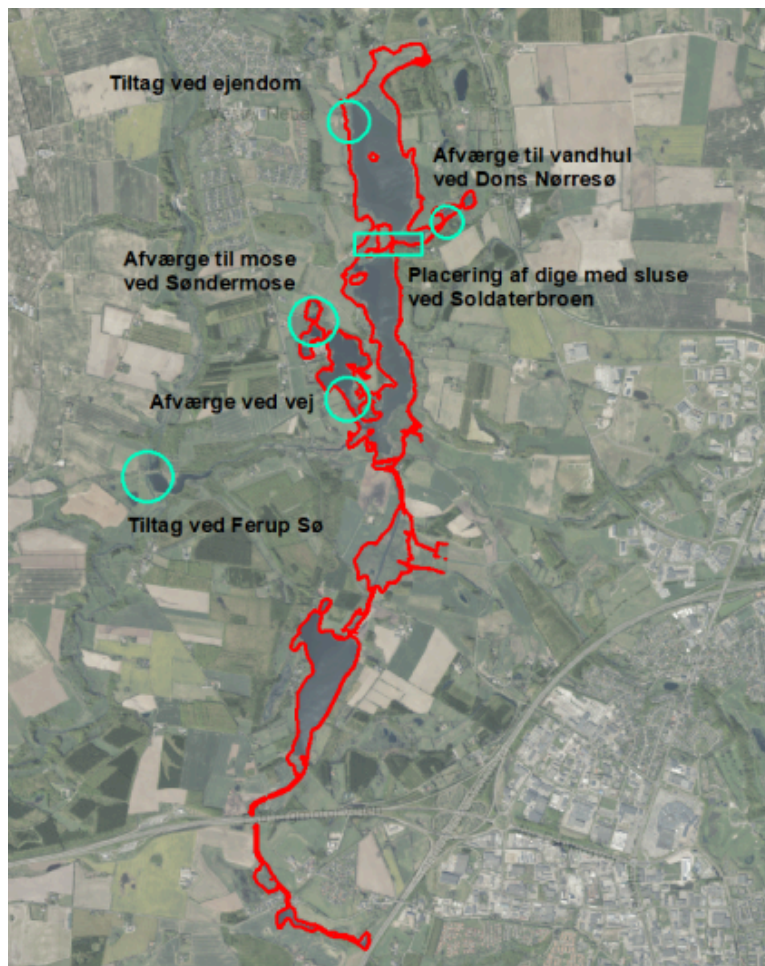 Tiltag ved ejendom
Afværge til vandhul
ved Dons Nørresø
Afværge til mose
ved Søndermose
Placering af dige med sluse
ved Soldaterbroen
Afværge ved vej
Tiltag ved Ferup Sø